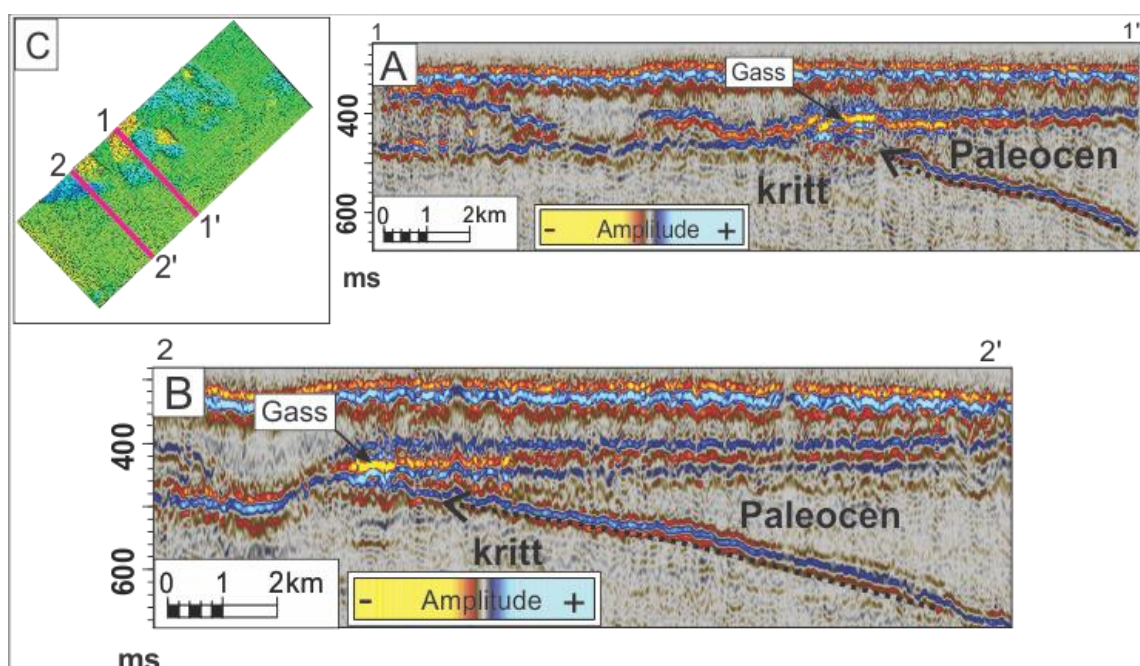 C
1
2
1'
2'
1
1'
A
Gass
400
600
Paleocen
kritt
0 1 2km
- Amplitude +
ms
2
2'
B
Gass
400
600
Paleocen
kritt
0 1 2km
- Amplitude +
ms